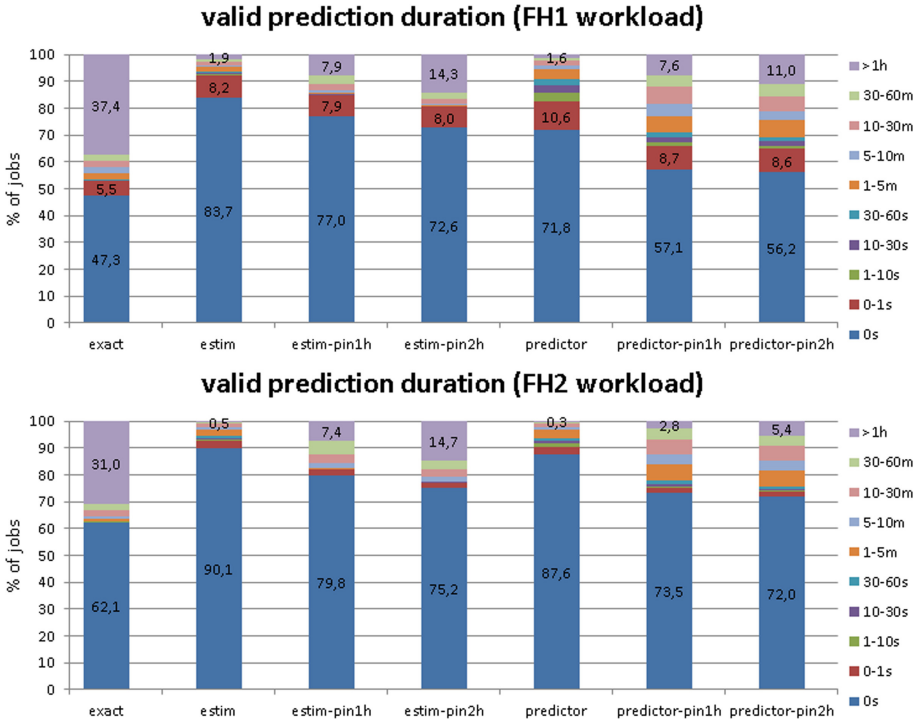 valid prediction duration (FH1 workload)
% of jobs
100
90
80
70
60
50
40
30
20
10
0
37,4
5,5
47,3
1,9
8,2
83,7
7,9
7,9
77,0
14,3
8,0
72,6
1,6
10,6
71,8
7,6
8,7
57,1
11,0
8,6
56,2
exact estim estim-pin1h estim-pin2h predictor predictor-pin1h predictor-pin2h
>1h
30-60m
10-30m
5-10m
1-5m
30-60s
10-30s
1-10s
0-1s
0s
valid prediction duration (FH2 workload)
% of jobs
100
90
80
70
60
50
40
30
20
10
0
31,0
62,1
0,5
90,1
7,4
79,8
14,7
75,2
0,3
87,6
2,8
73,5
5,4
72,0
exact estim estim-pin1h estim-pin2h predictor predictor-pin1h predictor-pin2h
>1h
30-60m
10-30m
5-10m
1-5m
30-60s
10-30s
1-10s
0-1s
0s